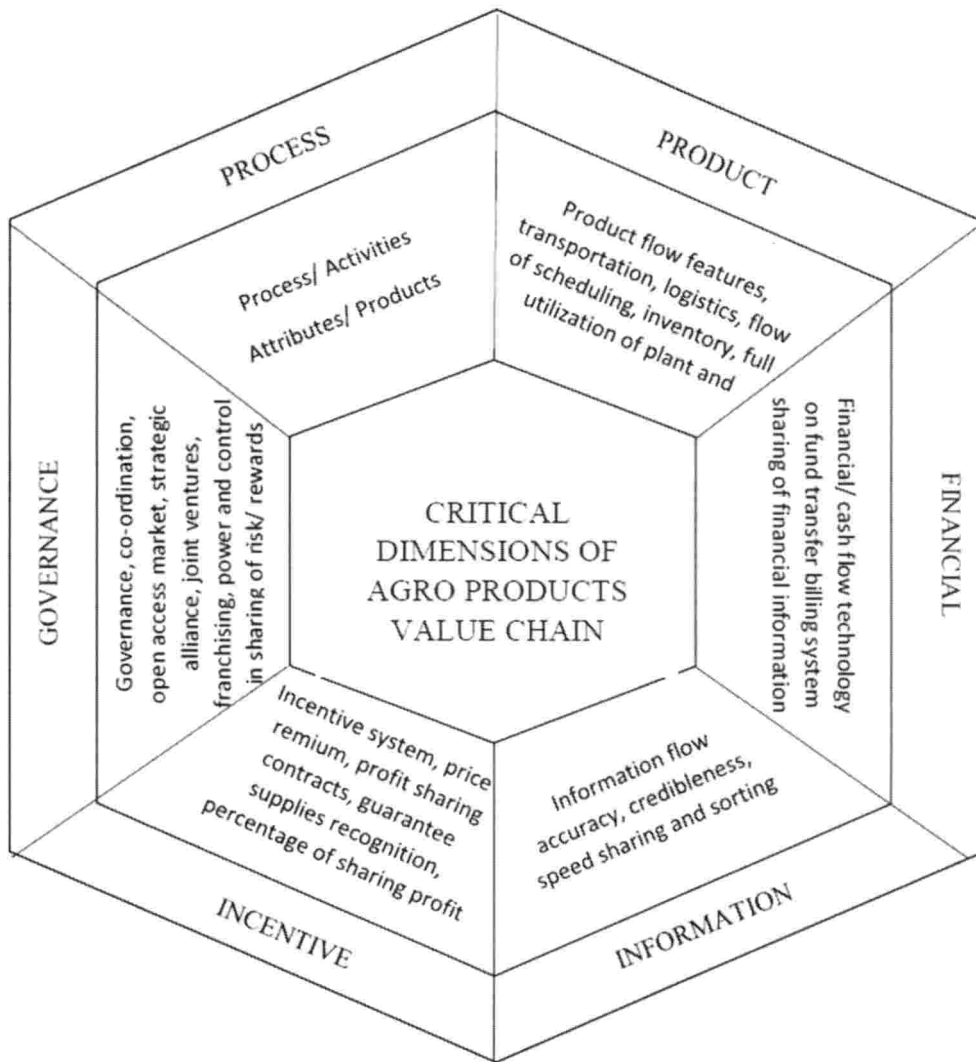 PROCESS
PRODUCT
Process/ Activities
Attributes/ Products
Product flow features,
transportation, logistics, flow
of scheduling, inventory, full
utilization of plant and
GOVERNANCE
Governance, co-ordination,
open access market, strategic
alliance, joint ventures,
franchising, power and control
in sharing of risk/ rewards
CRITICAL
DIMENSIONS OF
AGRO PRODUCTS
VALUE CHAIN
Financial/ cash flow technology
on fund transfer billing system
sharing of financial information
FINANCIAL
Incentive system, price
remium, profit sharing
contracts, guarantee
supplies recognition,
percentage of sharing profit
Information flow
accuracy, credibleness,
speed sharing and sorting
INCENTIVE
INFORMATION